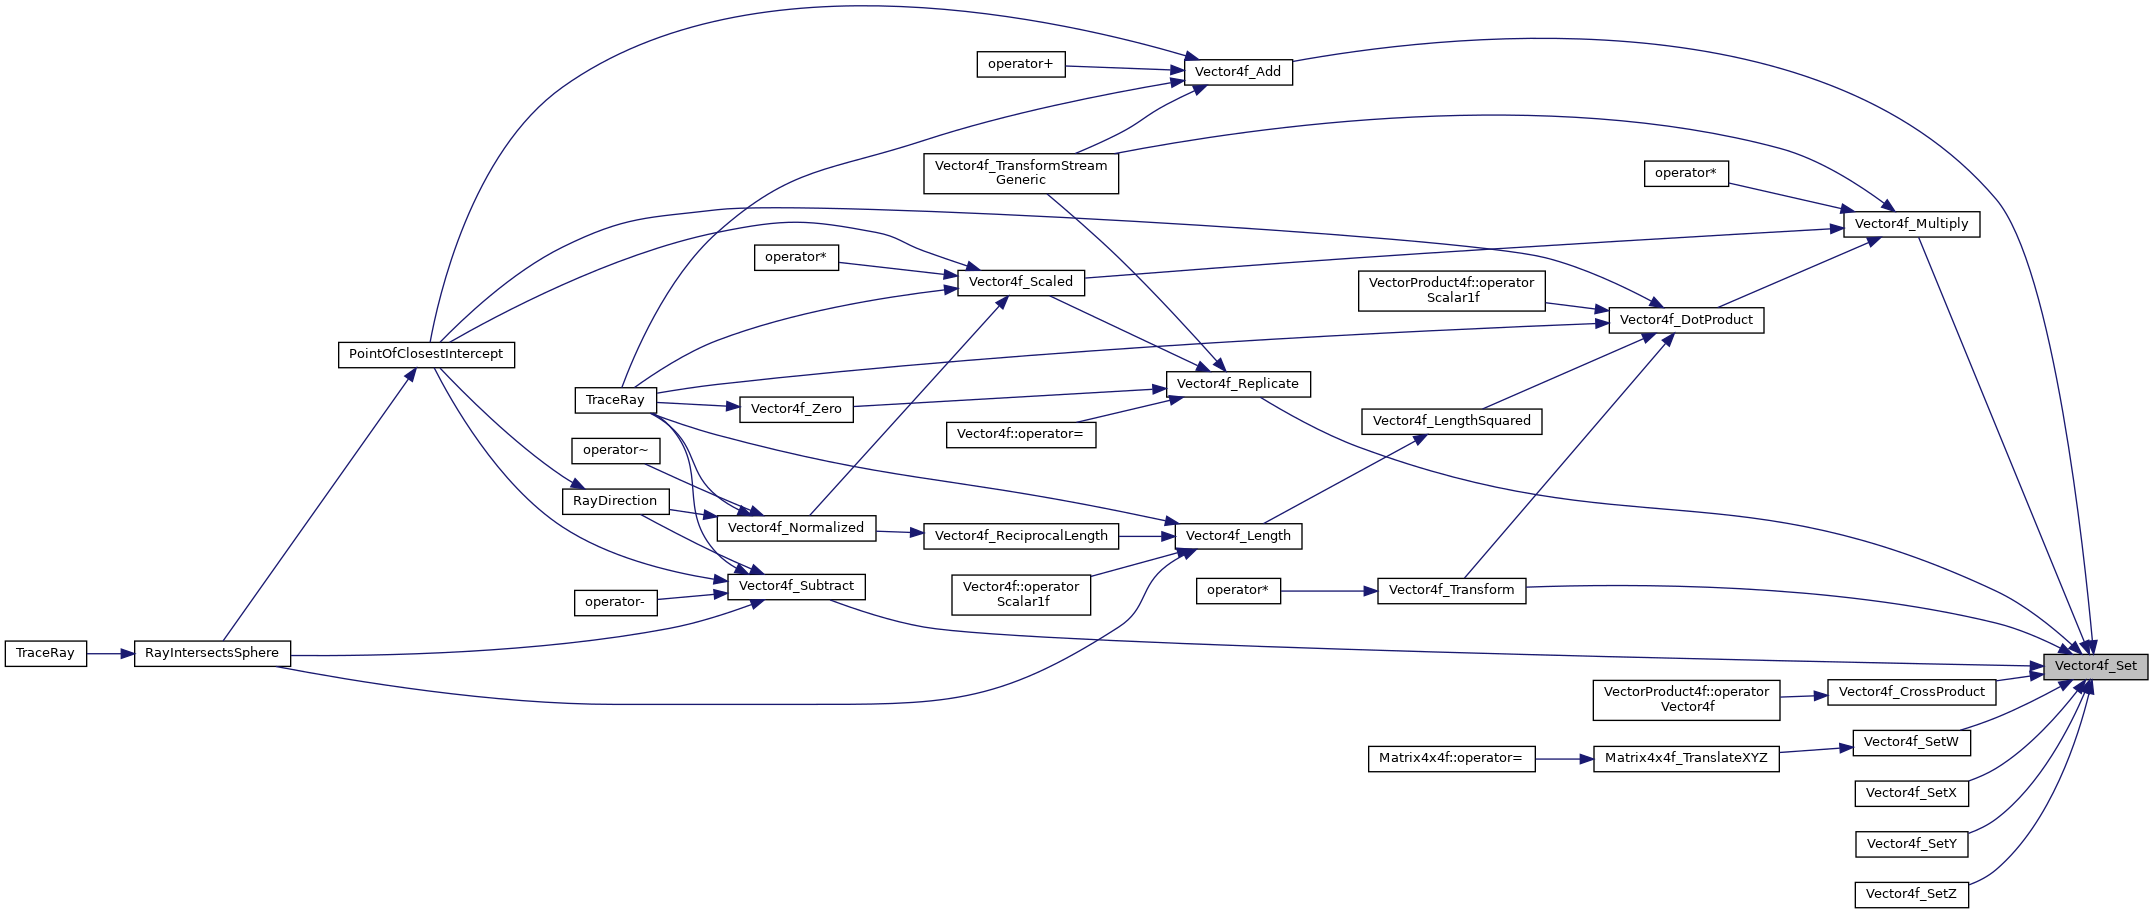 operator+
Vector4f_Add
Vector4f_TransformStream
Generic
operator*
Vector4f_Multiply
operator*
Vector4f_Scaled
VectorProduct4f::operator
Scalar1f
Vector4f_DotProduct
PointOfClosestIntercept
TraceRay
Vector4f_Zero
Vector4f_Replicate
Vector4f::operator=
Vector4f_LengthSquared
operator~
RayDirection
Vector4f_Normalized
Vector4f_ReciprocalLength
Vector4f_Length
Vector4f_Subtract
operator-
Vector4f::operator
Scalar1f
operator*
Vector4f_Transform
TraceRay
RayIntersectsSphere
Vector4f_Set
VectorProduct4f::operator
Vector4f
Vector4f_CrossProduct
Matrix4x4f::operator=
Matrix4x4f_TranslateXYZ
Vector4f_SetW
Vector4f_SetX
Vector4f_SetY
Vector4f_SetZ